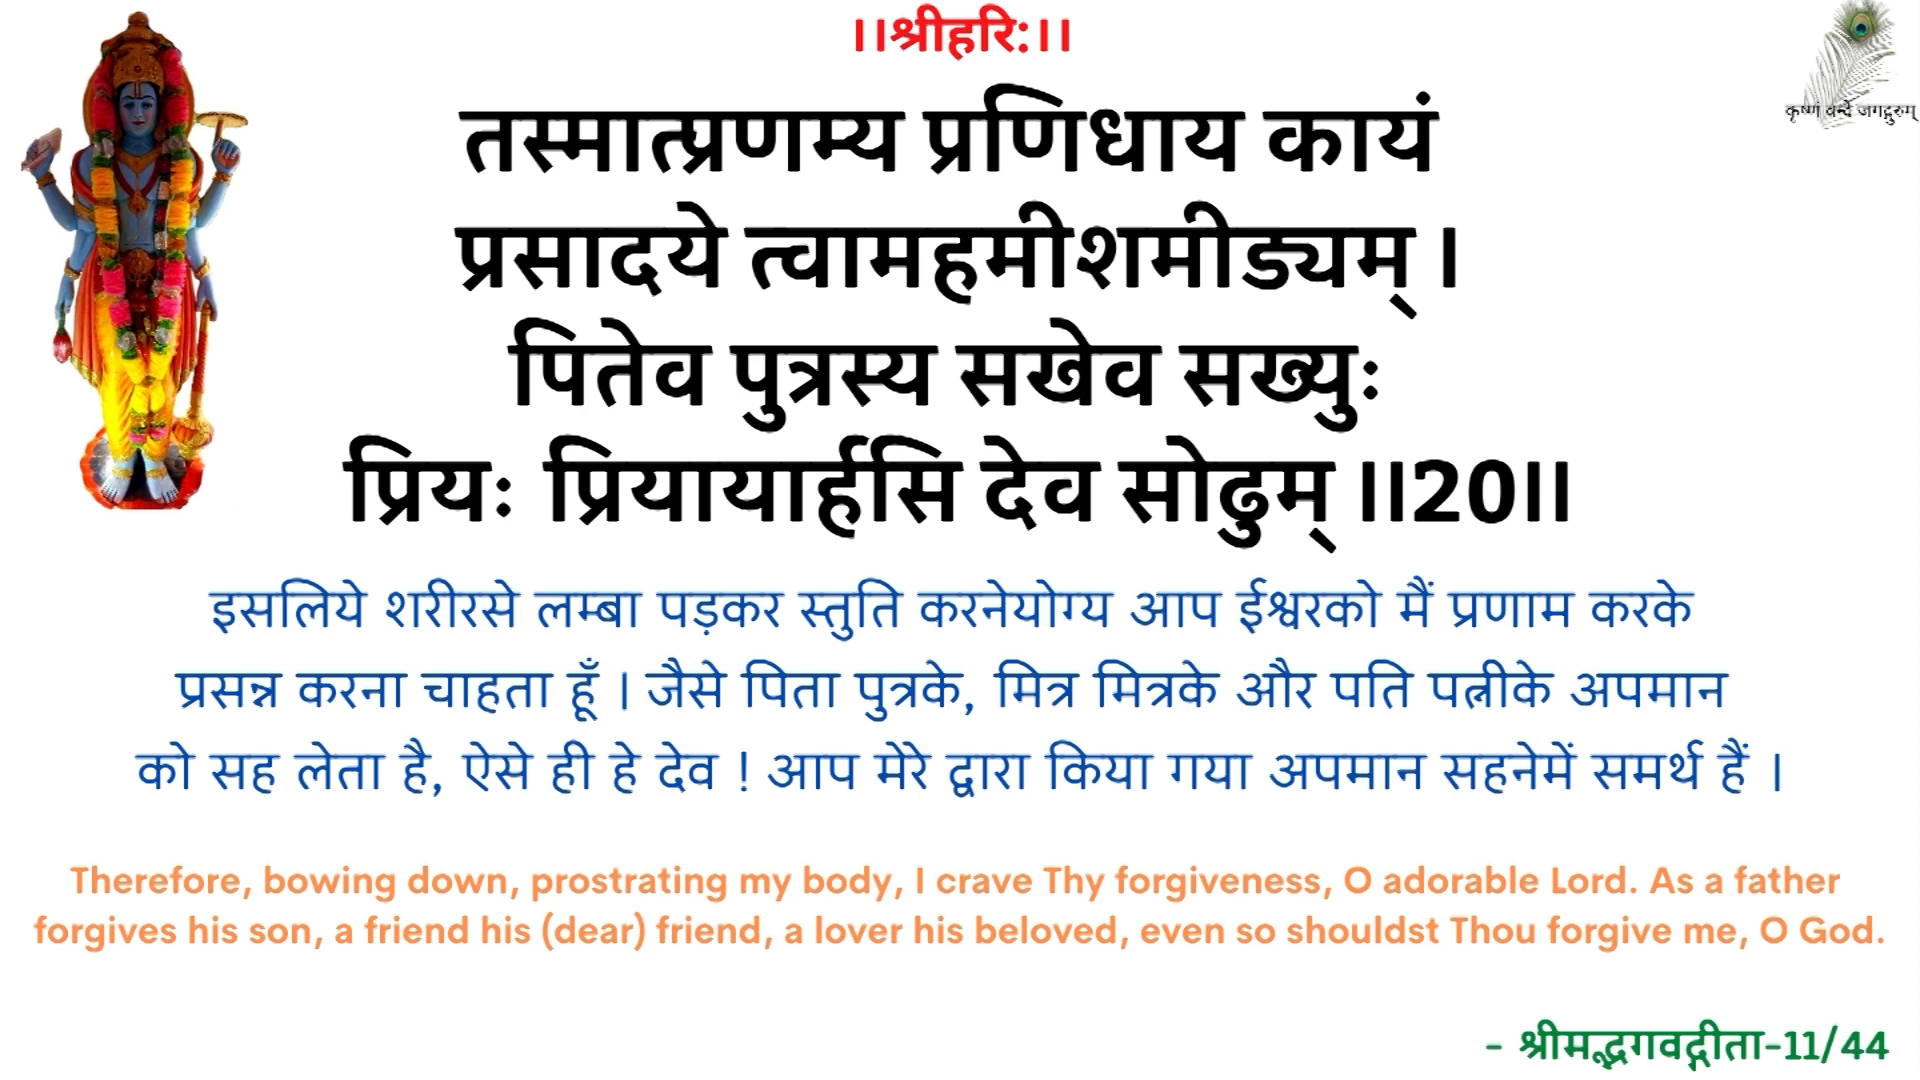 ।।श्रीहरि:।।
कृष्णं वन्दे जगद्गुरुम्
तस्मात्प्रणम्य प्रणिधाय कायं
प्रसादये त्वामहमीशमीड्यम् ।
पितेव पुत्रस्य सखेव सख्युः
प्रियः प्रियायार्हसि देव सोढुम् ।।20।।
इसलिये शरीरसे लम्बा पड़कर स्तुति करनेयोग्य आप ईश्वरको मैं प्रणाम करके
प्रसन्न करना चाहता हूँ । जैसे पिता पुत्रके, मित्र मित्रके और पति पत्नीके अपमान
को सह लेता है, ऐसे ही हे देव ! आप मेरे द्वारा किया गया अपमान सहनेमें समर्थ हैं ।
Therefore, bowing down, prostrating my body, I crave Thy forgiveness, O adorable Lord. As a father
forgives his son, a friend his (dear) friend, a lover his beloved, even so shouldst Thou forgive me, O God.
- श्रीमद्भगवद्गीता-11/44